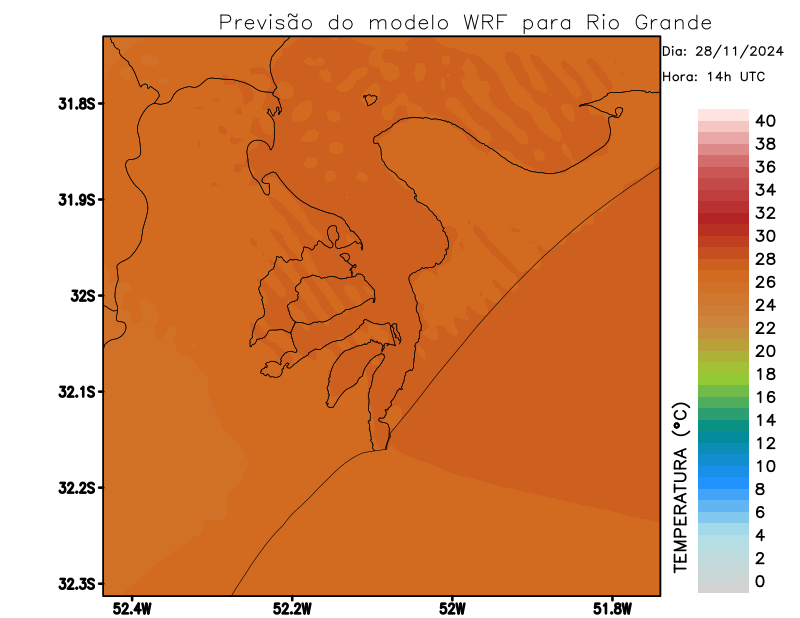 Previsão do modelo WRF para Rio Grande
Dia: 28/11/2024
Hora: 14h UTC
31.8S
31.9S
32S
32.1S
32.2S
32.3S
52.4W
52.2W
52W
51.8W
TEMPERATURA (°C)
40
38
36
34
32
30
28
26
24
22
20
18
16
14
12
10
8
6
4
2
0